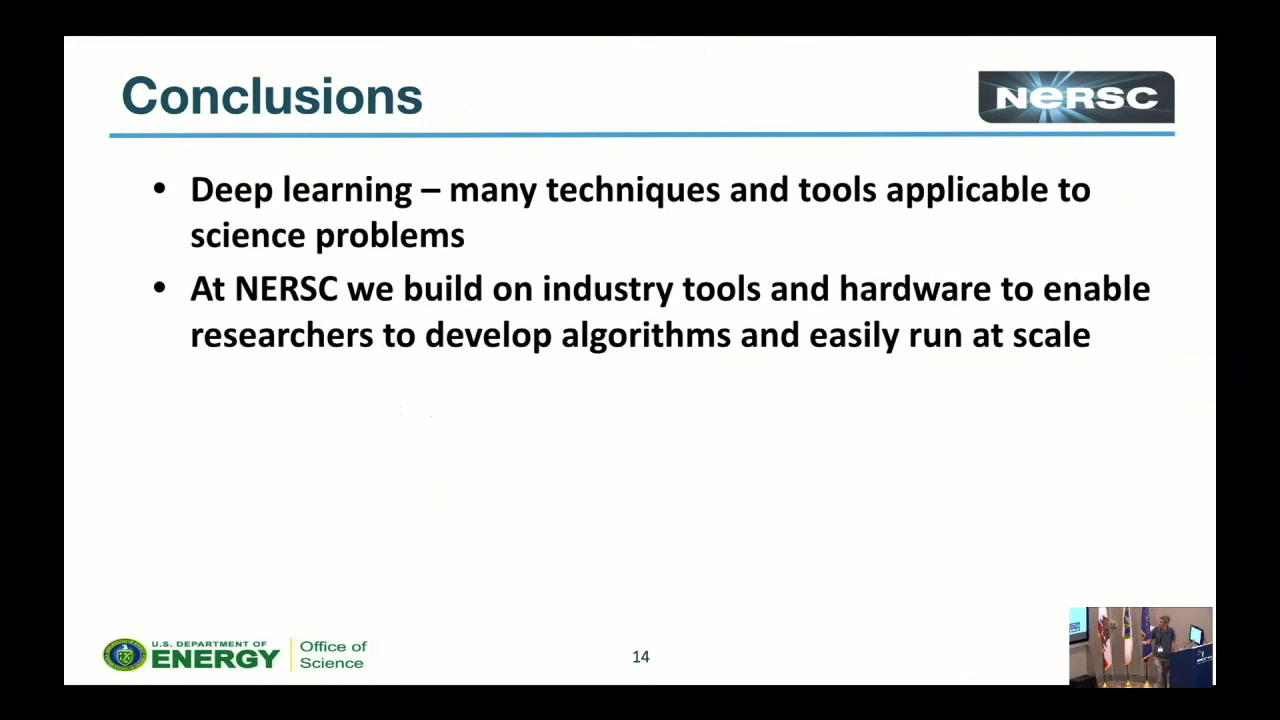 Conclusions
NERSC
• Deep learning – many techniques and tools applicable to
science problems
• At NERSC we build on industry tools and hardware to enable
researchers to develop algorithms and easily run at scale
U.S. DEPARTMENT OF
ENERGY
Office of
Science
14